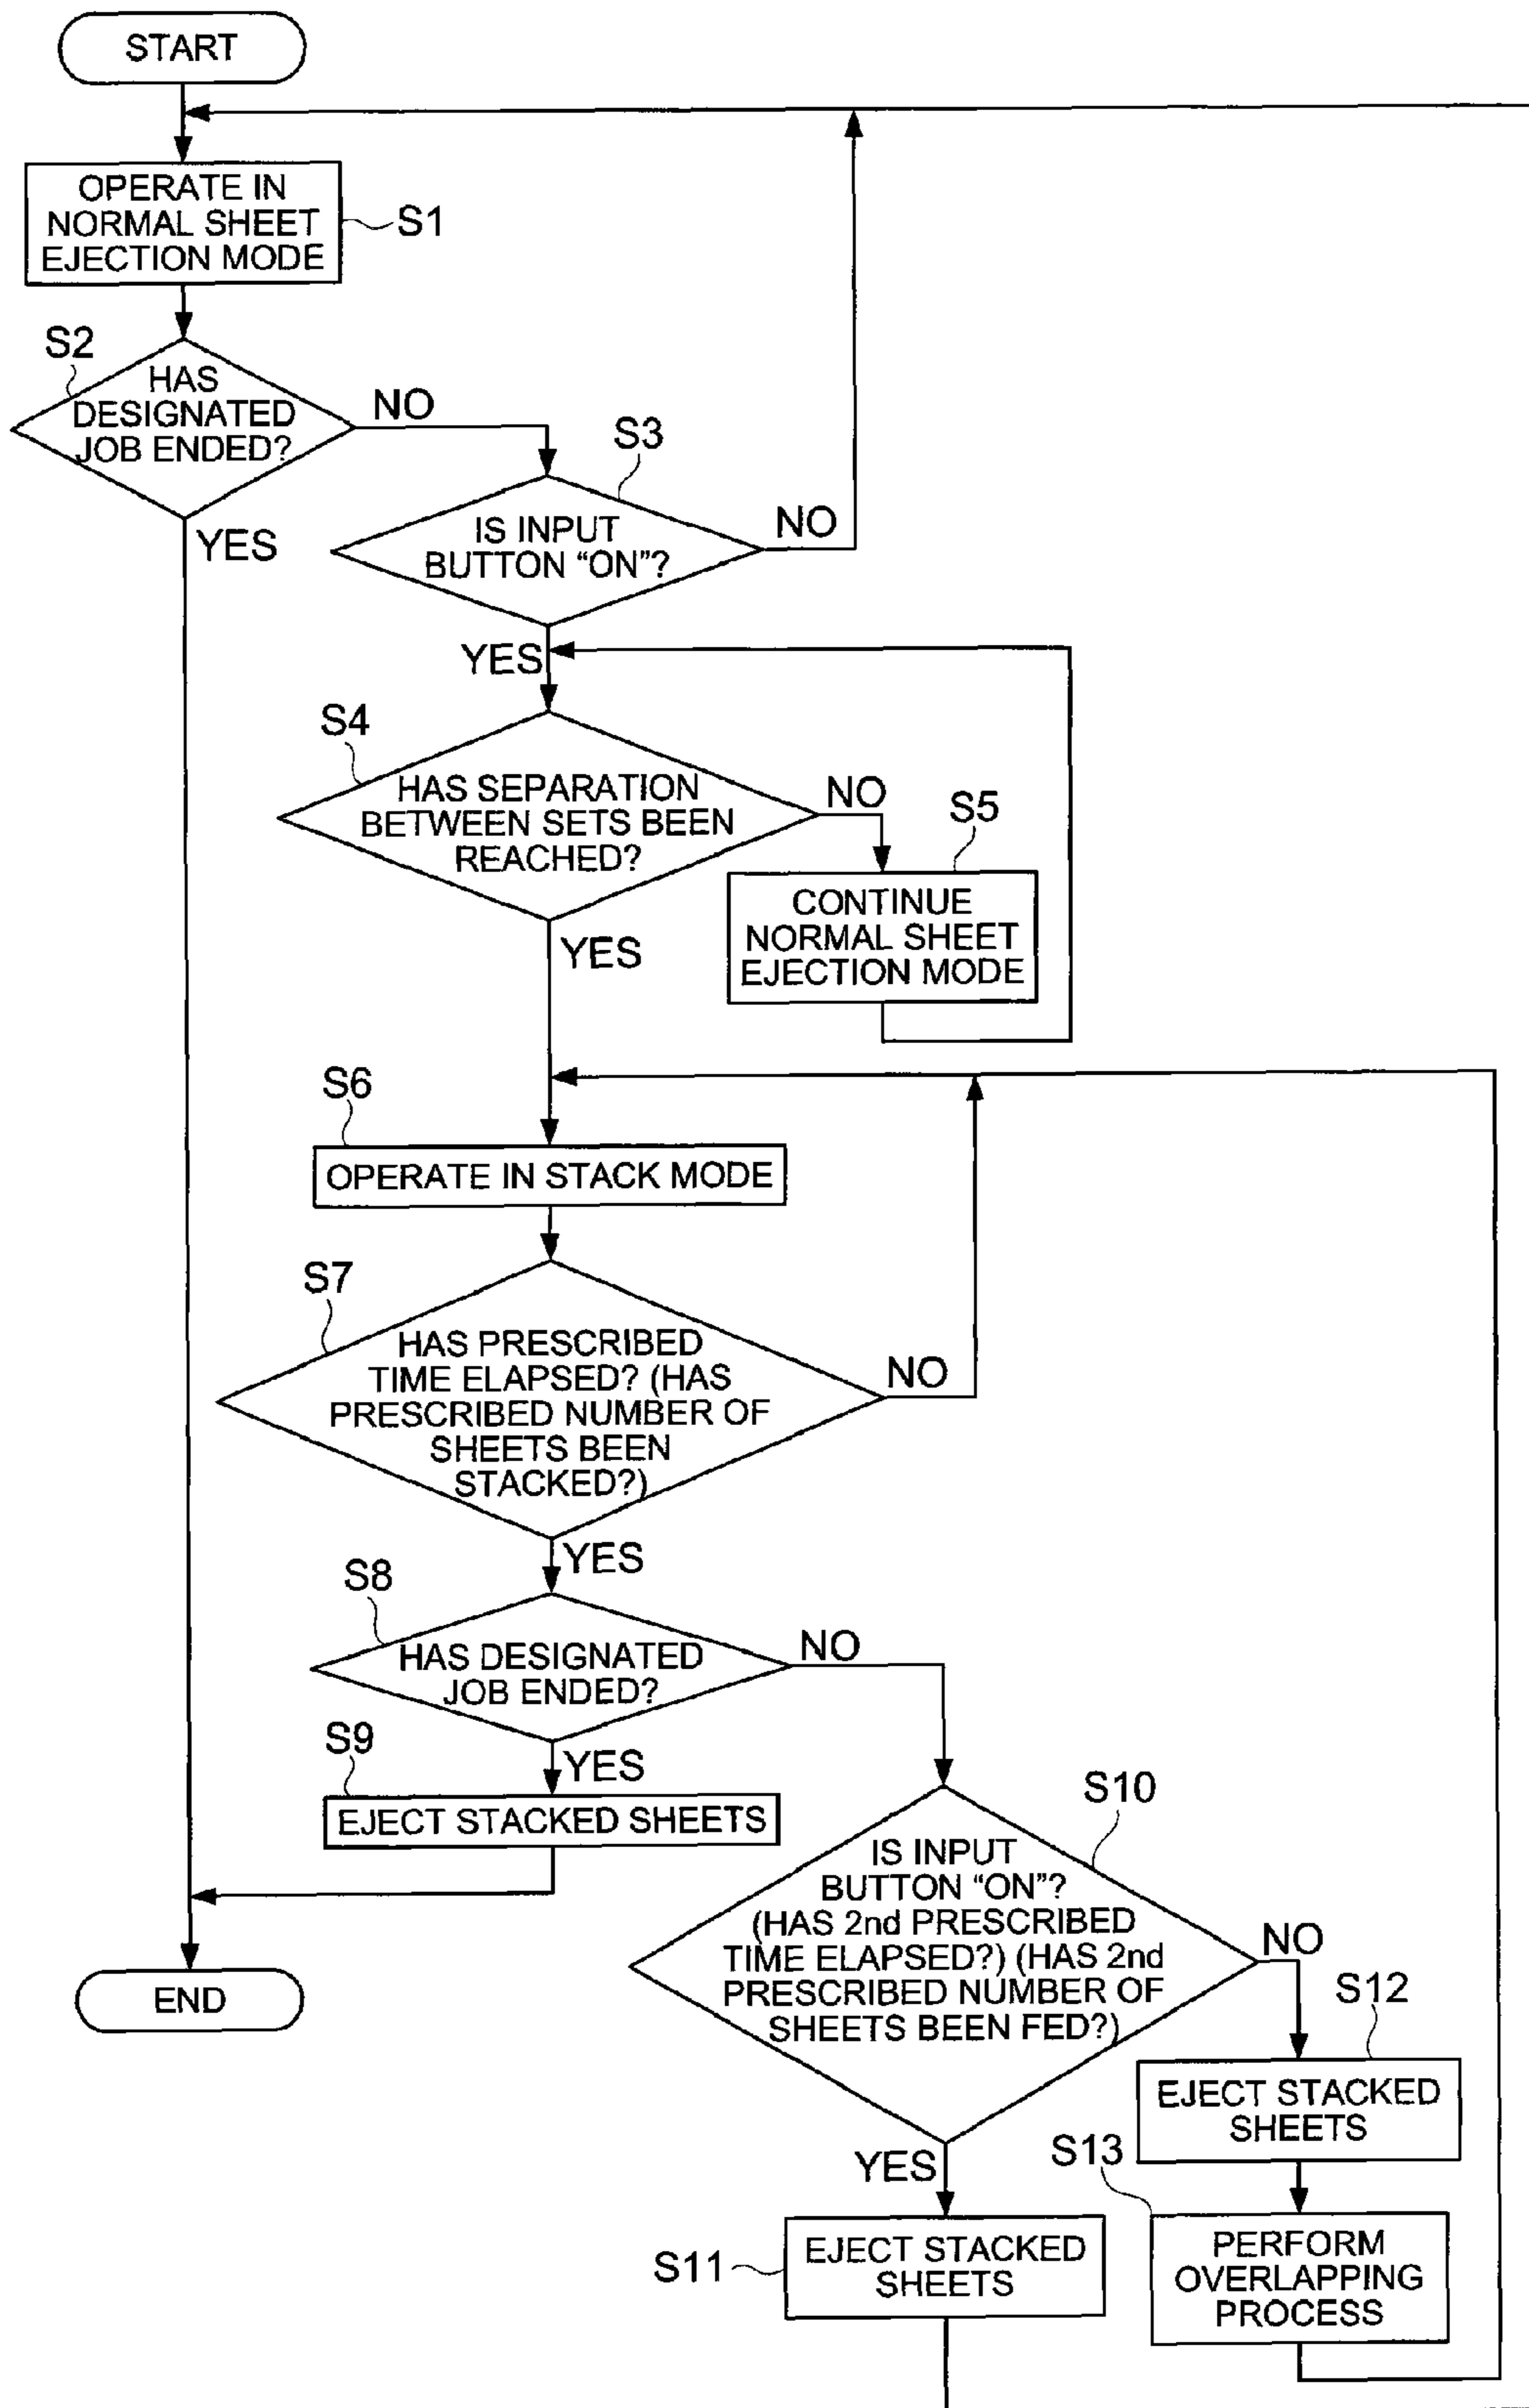 START
OPERATE IN
NORMAL SHEET
EJECTION MODE
S1
S2
HAS
DESIGNATED
JOB ENDED?
NO
YES
S3
IS INPUT
BUTTON “ON”?
NO
YES
S4
HAS SEPARATION
BETWEEN SETS BEEN
REACHED?
NO
YES
S5
CONTINUE
NORMAL SHEET
EJECTION MODE
S6
OPERATE IN STACK MODE
S7
HAS PRESCRIBED
TIME ELAPSED? (HAS
PRESCRIBED NUMBER OF
SHEETS BEEN
STACKED?)
NO
YES
S8
HAS DESIGNATED
JOB ENDED?
NO
YES
S9
EJECT STACKED SHEETS
END
S10
IS INPUT
BUTTON “ON”?
(HAS 2nd PRESCRIBED
TIME ELAPSED?) (HAS 2nd
PRESCRIBED NUMBER OF
SHEETS BEEN FED?)
NO
YES
S12
EJECT STACKED
SHEETS
S13
PERFORM
OVERLAPPING
PROCESS
S11
EJECT STACKED
SHEETS